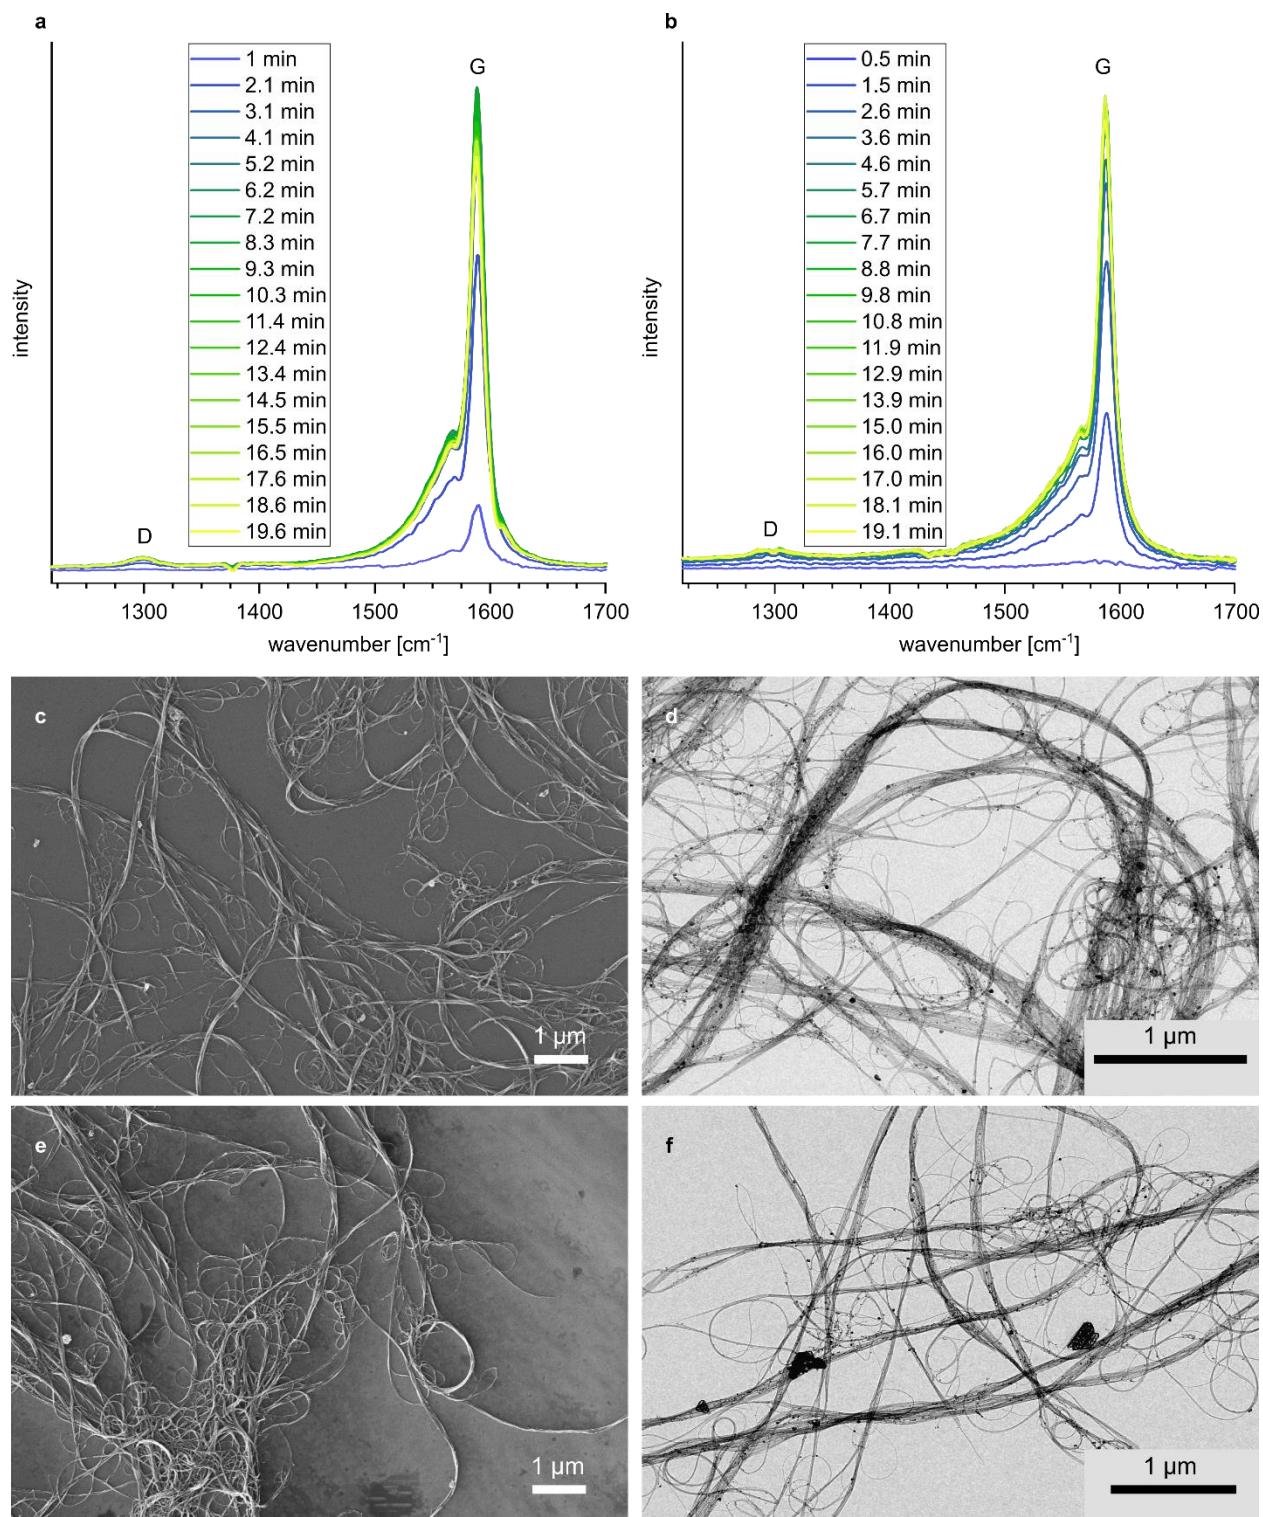 a
1 min
2.1 min
3.1 min
4.1 min
5.2 min
6.2 min
7.2 min
8.3 min
9.3 min
10.3 min
11.4 min
12.4 min
13.4 min
14.5 min
15.5 min
16.5 min
17.6 min
18.6 min
19.6 min
G
D
intensity
1300 1400 1500 1600 1700
wavenumber [cm⁻¹]
b
0.5 min
1.5 min
2.6 min
3.6 min
4.6 min
5.7 min
6.7 min
7.7 min
8.8 min
9.8 min
10.8 min
11.9 min
12.9 min
13.9 min
15.0 min
16.0 min
17.0 min
18.1 min
19.1 min
G
D
intensity
1300 1400 1500 1600 1700
wavenumber [cm⁻¹]
c
1 µm
d
1 µm
e
1 µm
f
1 µm